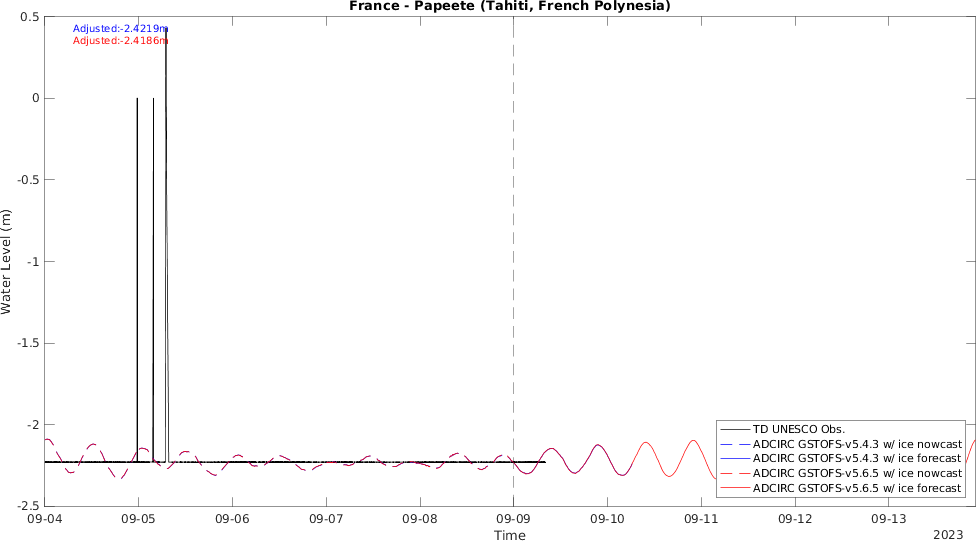 France - Papeete (Tahiti, French Polynesia)
Adjusted:-2.4219m
Adjusted:-2.4186m
0.5
0
-0.5
-1
-1.5
-2
-2.5
Water Level (m)
TD UNESCO Obs.
ADCIRC GSTOFS-v5.4.3 w/ ice nowcast
ADCIRC GSTOFS-v5.4.3 w/ ice forecast
ADCIRC GSTOFS-v5.6.5 w/ ice nowcast
ADCIRC GSTOFS-v5.6.5 w/ ice forecast
09-04 09-05 09-06 09-07 09-08 09-09 09-10 09-11 09-12 09-13
Time
2023